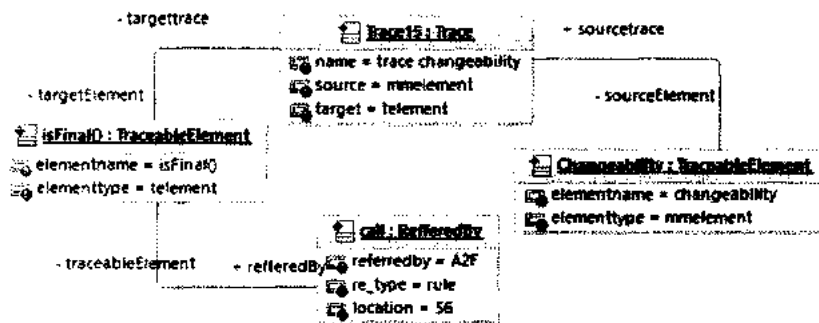 - targettrace
Trace15 : Trace
+ sourcetrace
name = trace changeability
source = mmelement
target = telement
- targetElement
- sourceElement
isFinal() : TraceableElement
elementname = isFinal()
elementtype = telement
Changeability : TraceableElement
elementname = changeability
elementtype = mmelement
call : RefferedBy
- traceableElement
+ refferedBy
referredby = A2F
re_type = rule
location = 56